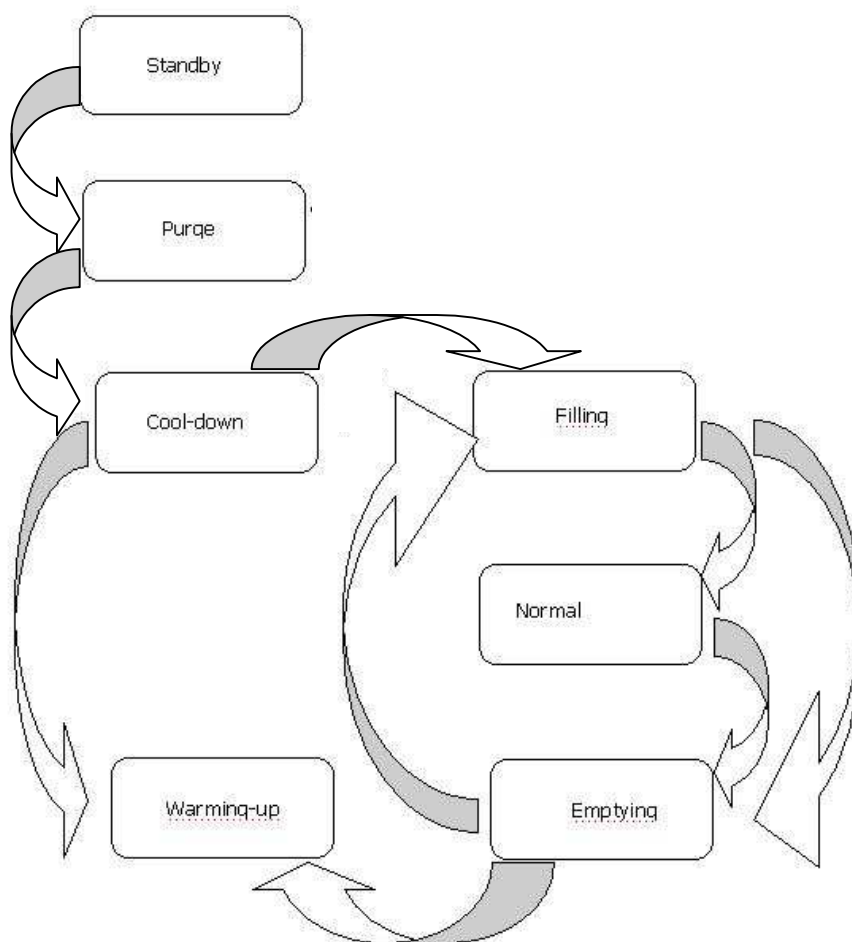 Standby
Purge
Cool-down
Filling
Normal
Warming-up
Emptying